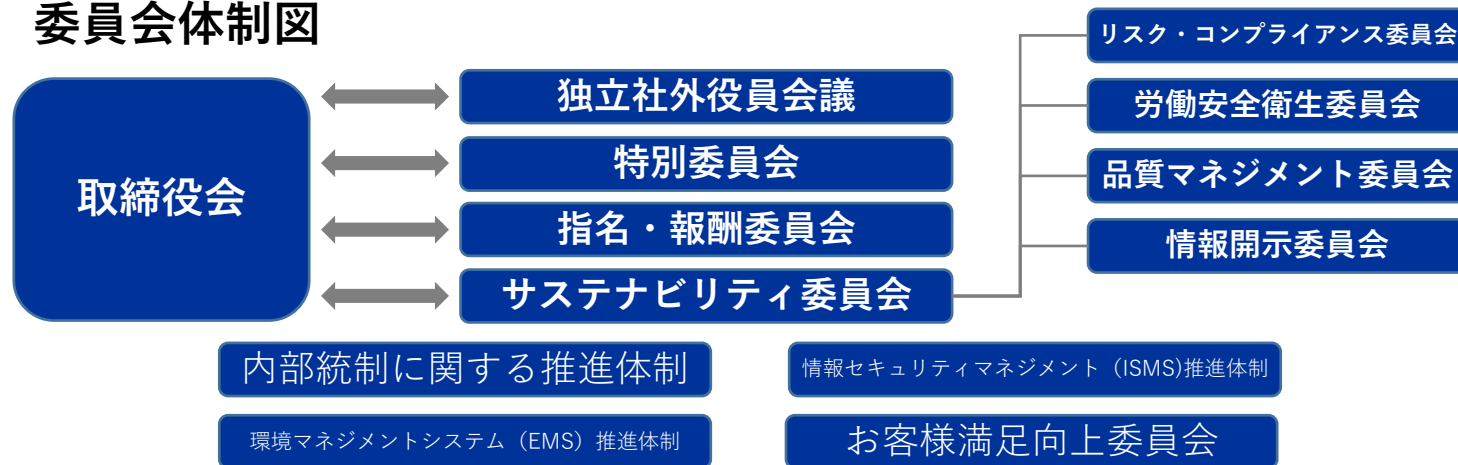 委員会体制図
取締役会
独立社外役員会議
特別委員会
指名・報酬委員会
サステナビリティ委員会
リスク・コンプライアンス委員会
労働安全衛生委員会
品質マネジメント委員会
情報開示委員会
内部統制に関する推進体制
情報セキュリティマネジメント（ISMS)推進体制
環境マネジメントシステム（EMS）推進体制
お客様満足向上委員会